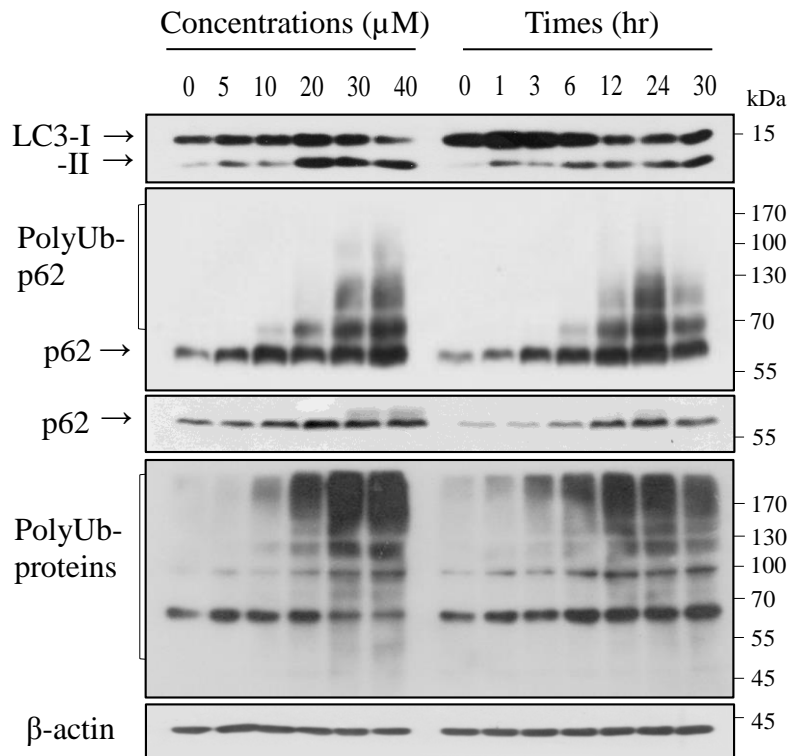 Concentrations (µM) Times (hr)
0 5 10 20 30 40 0 1 3 6 12 24 30
kDa
LC3-I → 15
-II →
PolyUb-
p62
170
100
130
70
p62 →
55
p62 →
55
PolyUb-
proteins
170
130
100
70
55
45
β-actin 45